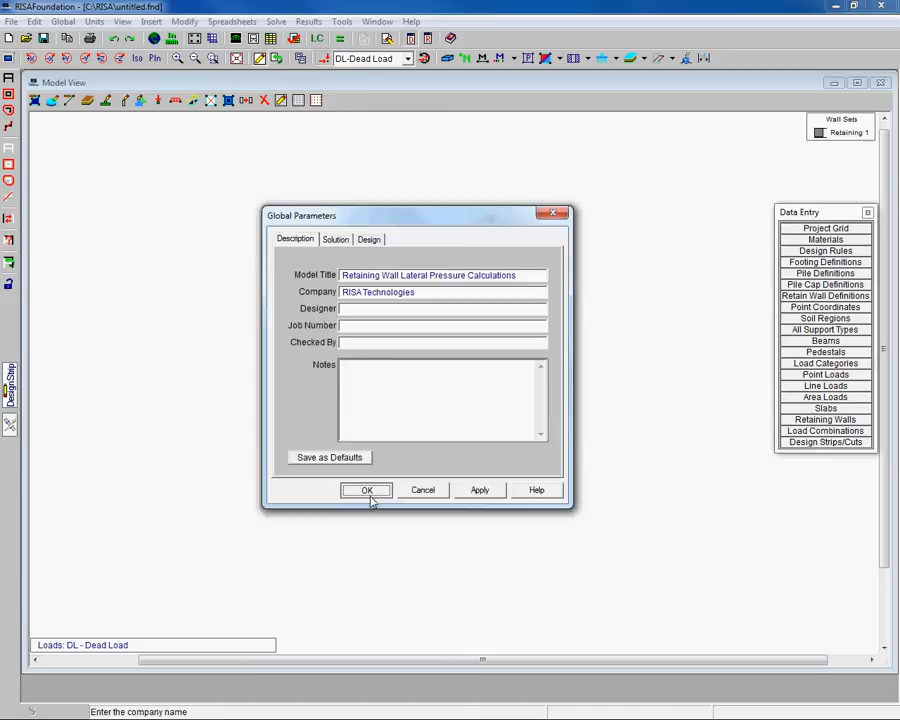 RISAFoundation - [C:\RISA\untitled.fnd]
File Edit Global Units View Insert Modify Spreadsheets Solve Results Tools Window Help
LC
Iso Pln DL-Dead Load
Model View
Wall Sets
Retaining 1
Global Parameters
Description Solution Design
Model Title Retaining Wall Lateral Pressure Calculations
Company RISA Technologies
Designer
Job Number
Checked By
Notes
Save as Defaults
OK Cancel Apply Help
Data Entry
Project Grid
Materials
Design Rules
Footing Definitions
Pile Definitions
Pile Cap Definitions
Retain Wall Definitions
Point Coordinates
Soil Regions
All Support Types
Beams
Pedestals
Load Categories
Point Loads
Line Loads
Area Loads
Slabs
Retaining Walls
Load Combinations
Design Strips/Cuts
DesignStrip
Loads: DL - Dead Load
S Enter the company name